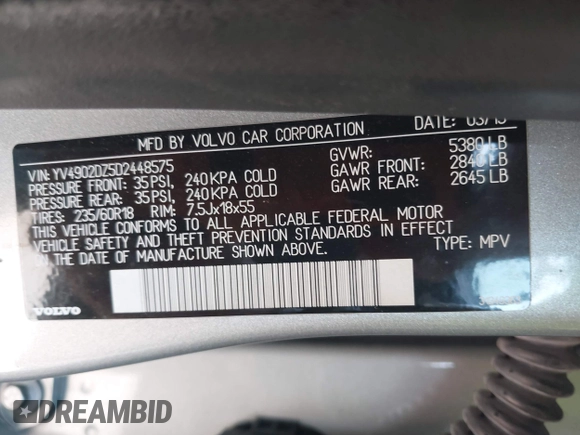 MFD BY VOLVO CAR CORPORATION DATE: 03/13
VIN: YV4902DZ5D2448575
PRESSURE FRONT: 35 PSI, 240 KPA COLD
PRESSURE REAR: 35 PSI, 240 KPA COLD
TIRES: 235/60R18 RIM: 7.5Jx18x55
GVWR: 5380 LB
GAWR FRONT: 2840 LB
GAWR REAR: 2645 LB
THIS VEHICLE CONFORMS TO ALL APPLICABLE FEDERAL MOTOR
VEHICLE SAFETY AND THEFT PREVENTION STANDARDS IN EFFECT
IN THE DATE OF MANUFACTURE SHOWN ABOVE. TYPE: MPV
VOLVO
DREAMBID